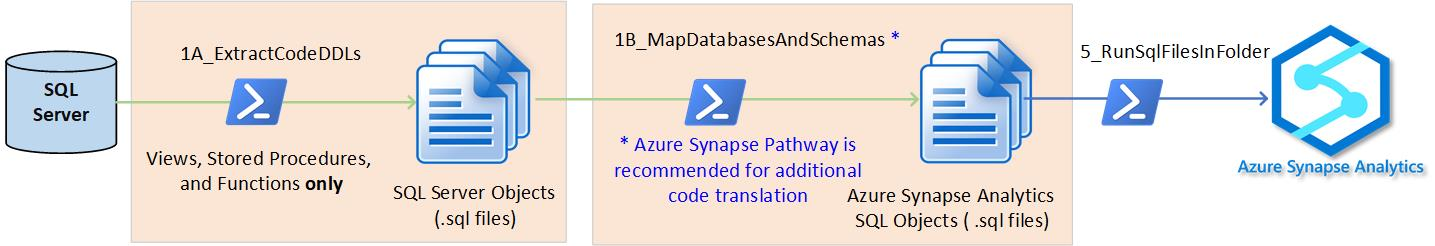 SQL
Server
1A_ExtractCodeDDLs
Views, Stored Procedures,
and Functions only
SQL Server Objects
(.sql files)
1B_MapDatabasesAndSchemas *
* Azure Synapse Pathway is
recommended for additional
code translation
Azure Synapse Analytics
SQL Objects ( .sql files)
5_RunSqlFilesInFolder
Azure Synapse Analytics